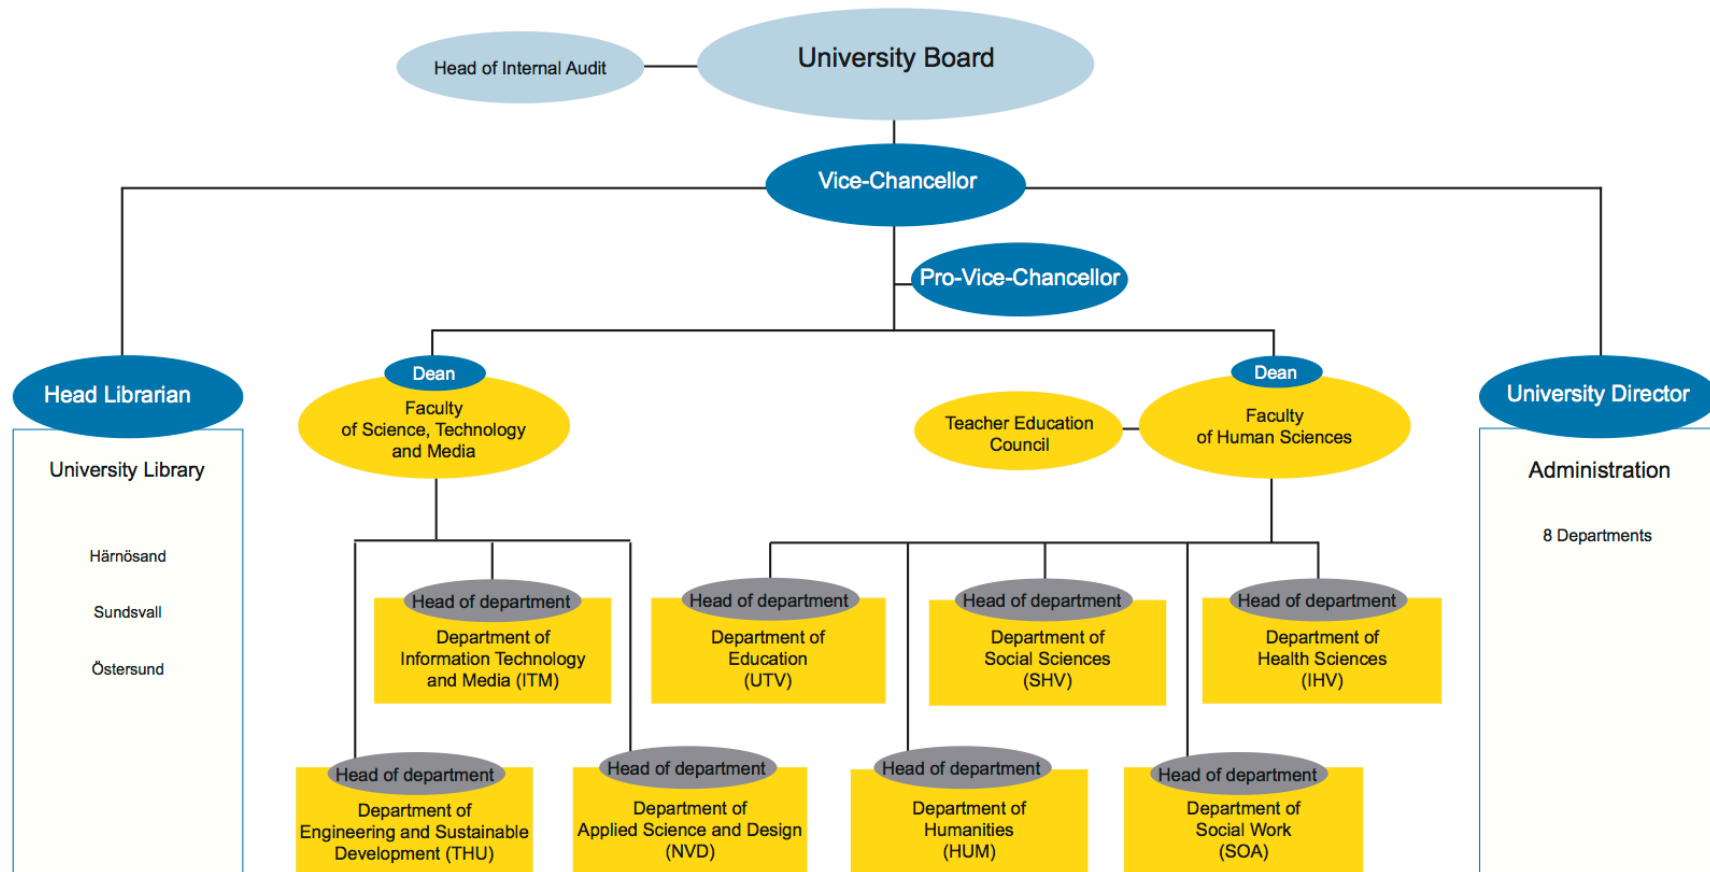 University Board
Head of Internal Audit
Vice-Chancellor
Pro-Vice-Chancellor
Head Librarian
University Library
Härnösand
Sundsvall
Östersund
Dean
Faculty
of Science, Technology
and Media
Teacher Education
Council
Dean
Faculty
of Human Sciences
University Director
Administration
8 Departments
Head of department
Department of
Information Technology
and Media (ITM)
Head of department
Department of
Education
(UTV)
Head of department
Department of
Social Sciences
(SHV)
Head of department
Department of
Health Sciences
(IHV)
Head of department
Department of
Engineering and Sustainable
Development (THU)
Head of department
Department of
Applied Science and Design
(NVD)
Head of department
Department of
Humanities
(HUM)
Head of department
Department of
Social Work
(SOA)